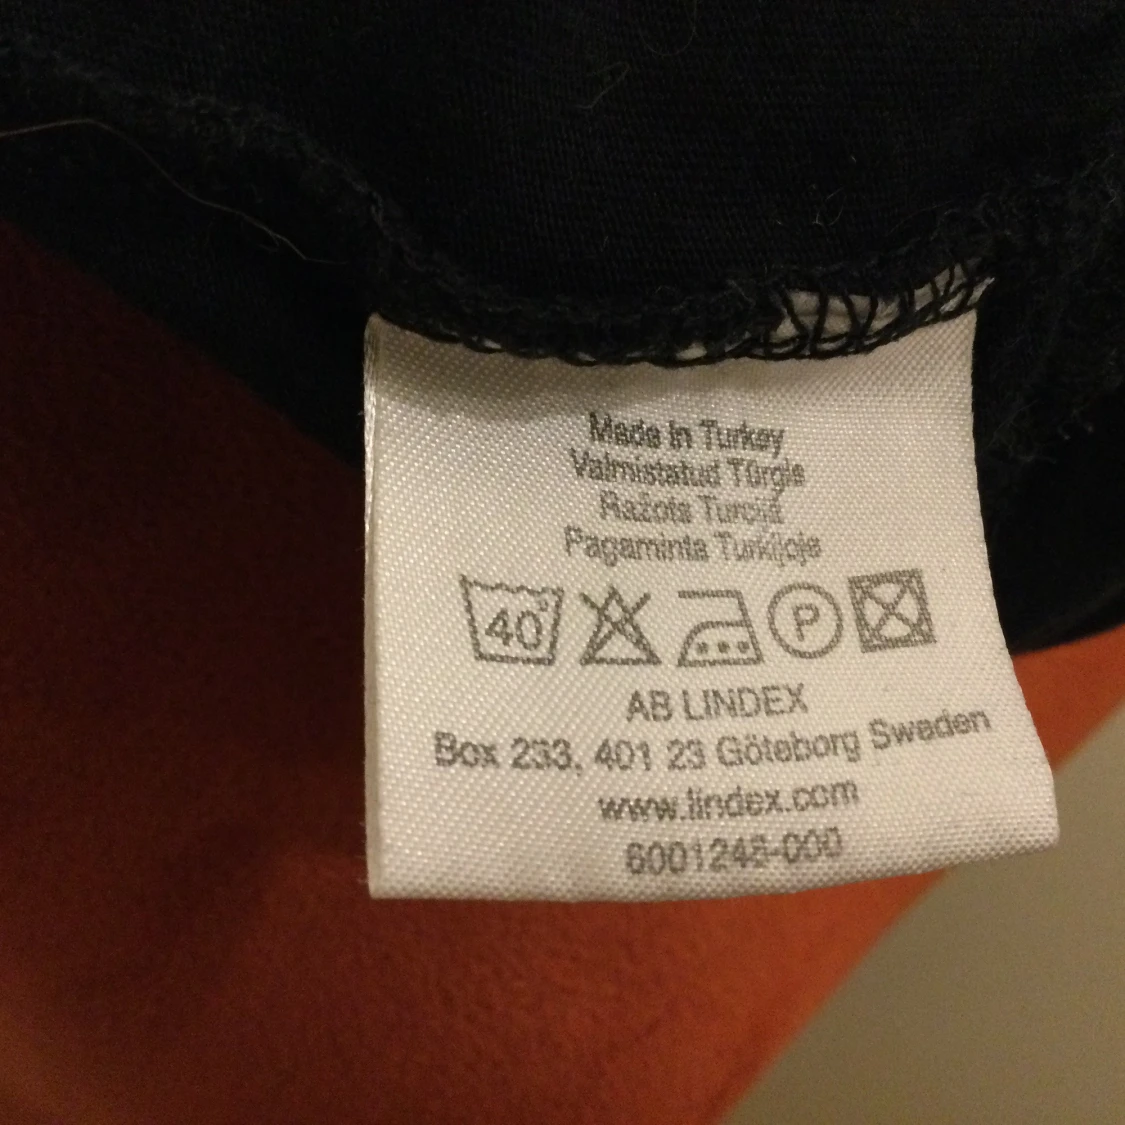 Made in Turkey
Valmistatud Türgis
Ražots Turcijā
Pagaminta Turkijoje
40°
P
AB LINDEX
Box 233, 401 23 Göteborg Sweden
www.lindex.com
6001248-000